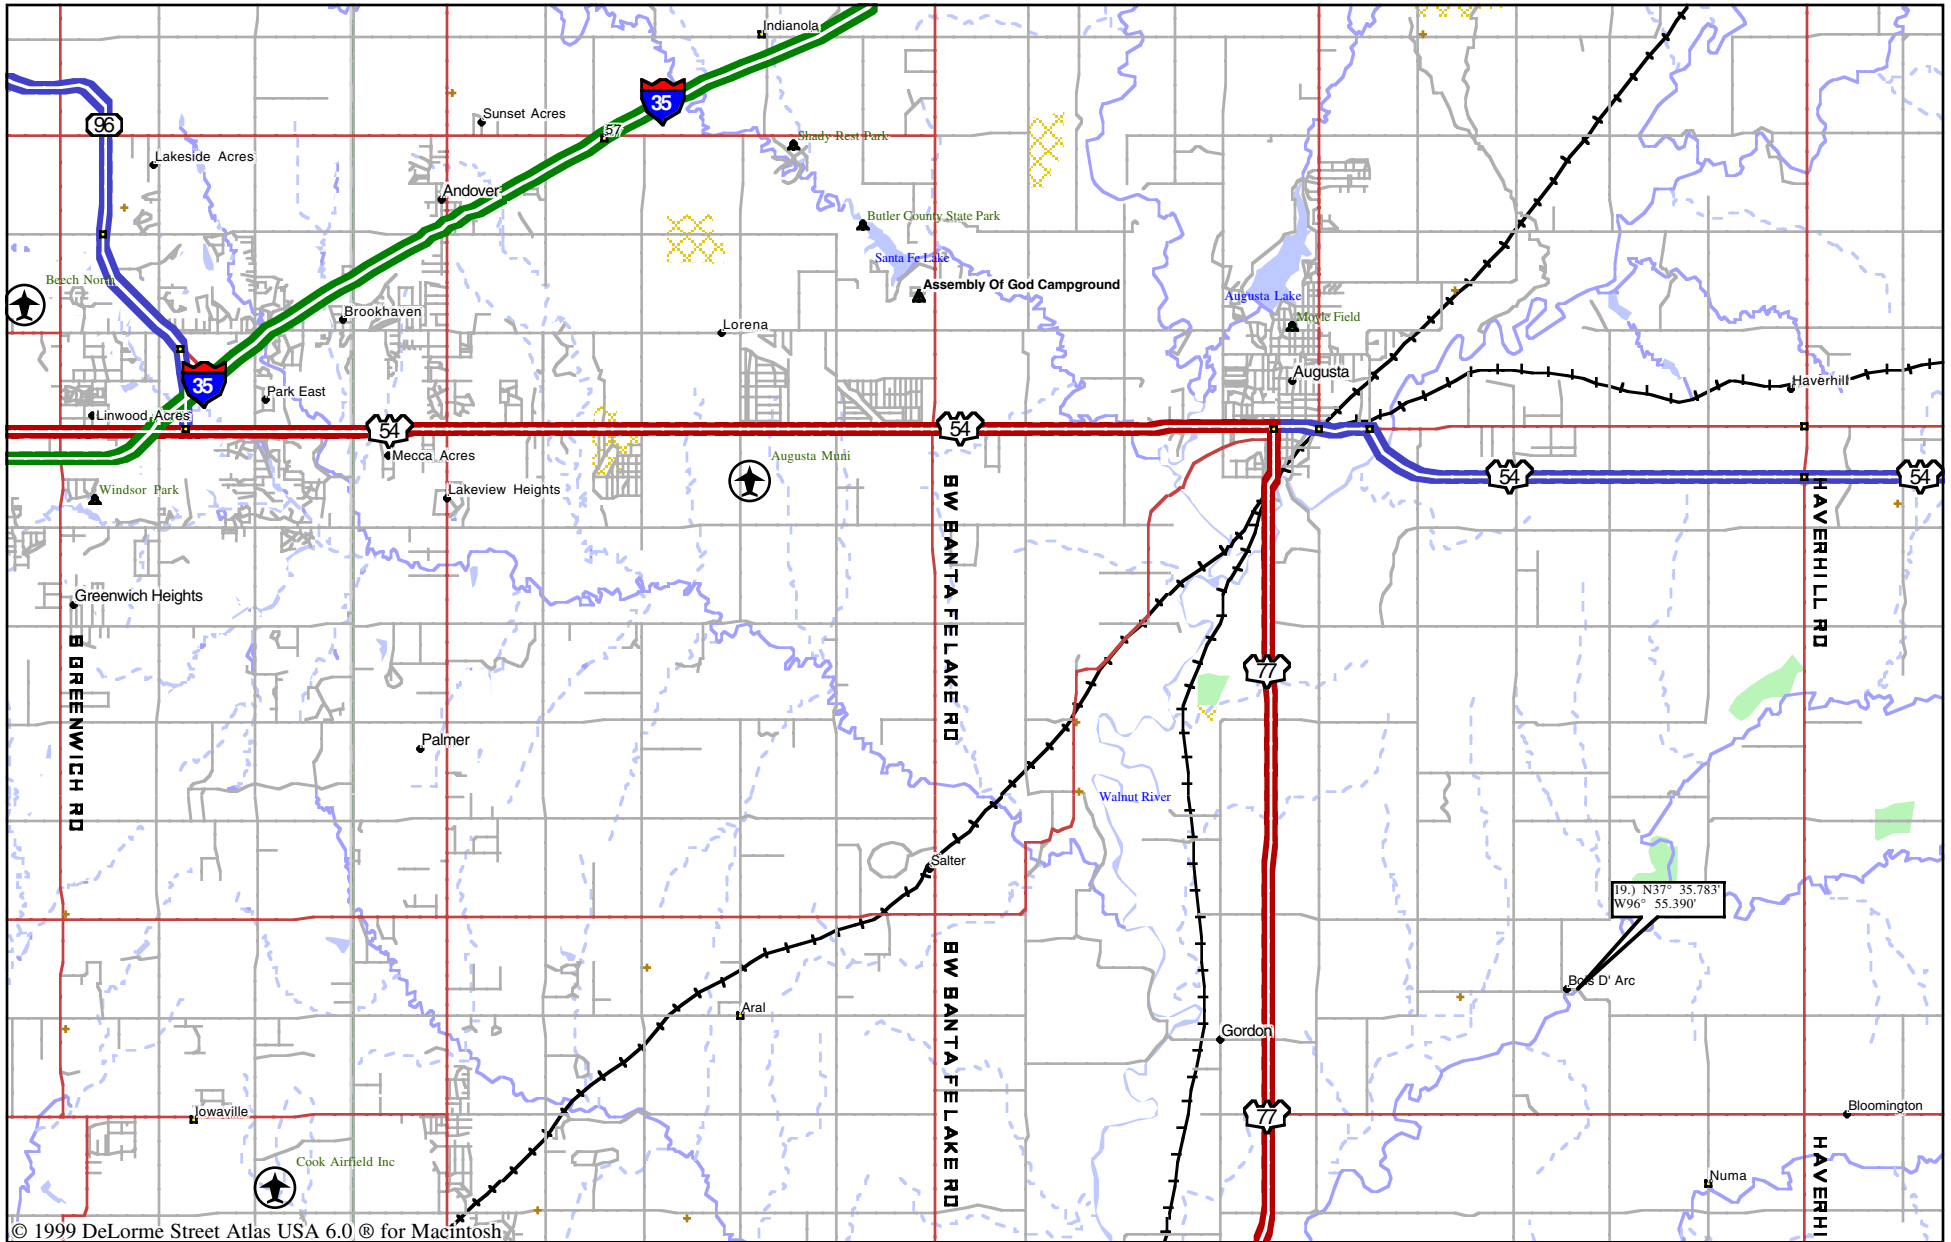 Indianola
35
96
Sunset Acres
57
Shady Rest Park
Lakeside Acres
Andover
Butler County State Park
Santa Fe Lake
Beech North
Assembly Of God Campground
Augusta Lake
Brookhaven
Lorena
Moyle Field
35
Augusta
Haverhill
Park East
Linwood Acres
54
54
Mecca Acres
Augusta Muni
54
54
Windsor Park
Lakeview Heights
SW SANTA FE LAKE RD
HAVERHILL RD
Greenwich Heights
S GREENWICH RD
77
Palmer
Walnut River
Salter
19.) N37° 35.783'
W96° 55.390'
SW SANTA FE LAKE RD
Bois D' Arc
Aral
Gordon
Iowaville
77
Bloomington
HAVERHI
Cook Airfield Inc
Numa
© 1999 DeLorme Street Atlas USA 6.0 ® for Macintosh